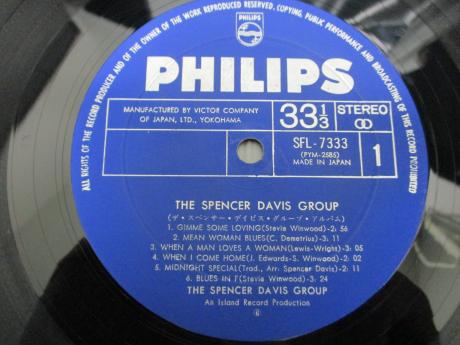 ALL RIGHTS OF THE RECORD PRODUCER AND OF THE OWNER OF THE WORK REPRODUCED RESERVED. COPYING, PUBLIC PERFORMANCE AND BROADCASTING OF THIS RECORD PROHIBITED
PHILIPS
PHILIPS
MANUFACTURED BY VICTOR COMPANY
OF JAPAN, LTD., YOKOHAMA
33 1/3
STEREO
SFL-7333
(PYM-2585)
MADE IN JAPAN
1
THE SPENCER DAVIS GROUP
(ザ・スペンサー・デイビス・グループ・アルバム)
1. GIMME SOME LOVING(Stevie Winwood)-2: 56
2. MEAN WOMAN BLUES(C. Demetrius)-3. 11
3. WHEN A MAN LOVES A WOMAN(Lewis-Wright)-3: 05
4. WHEN I COME HOME(J. Edwards-S. Winwood)-2: 02
5. MIDNIGHT SPECIAL(Trad., Arr. Spencer Davis)-2: 11
6. BLUES IN F(Stevie Winwood)-3: 24
THE SPENCER DAVIS GROUP
An Island Record Production